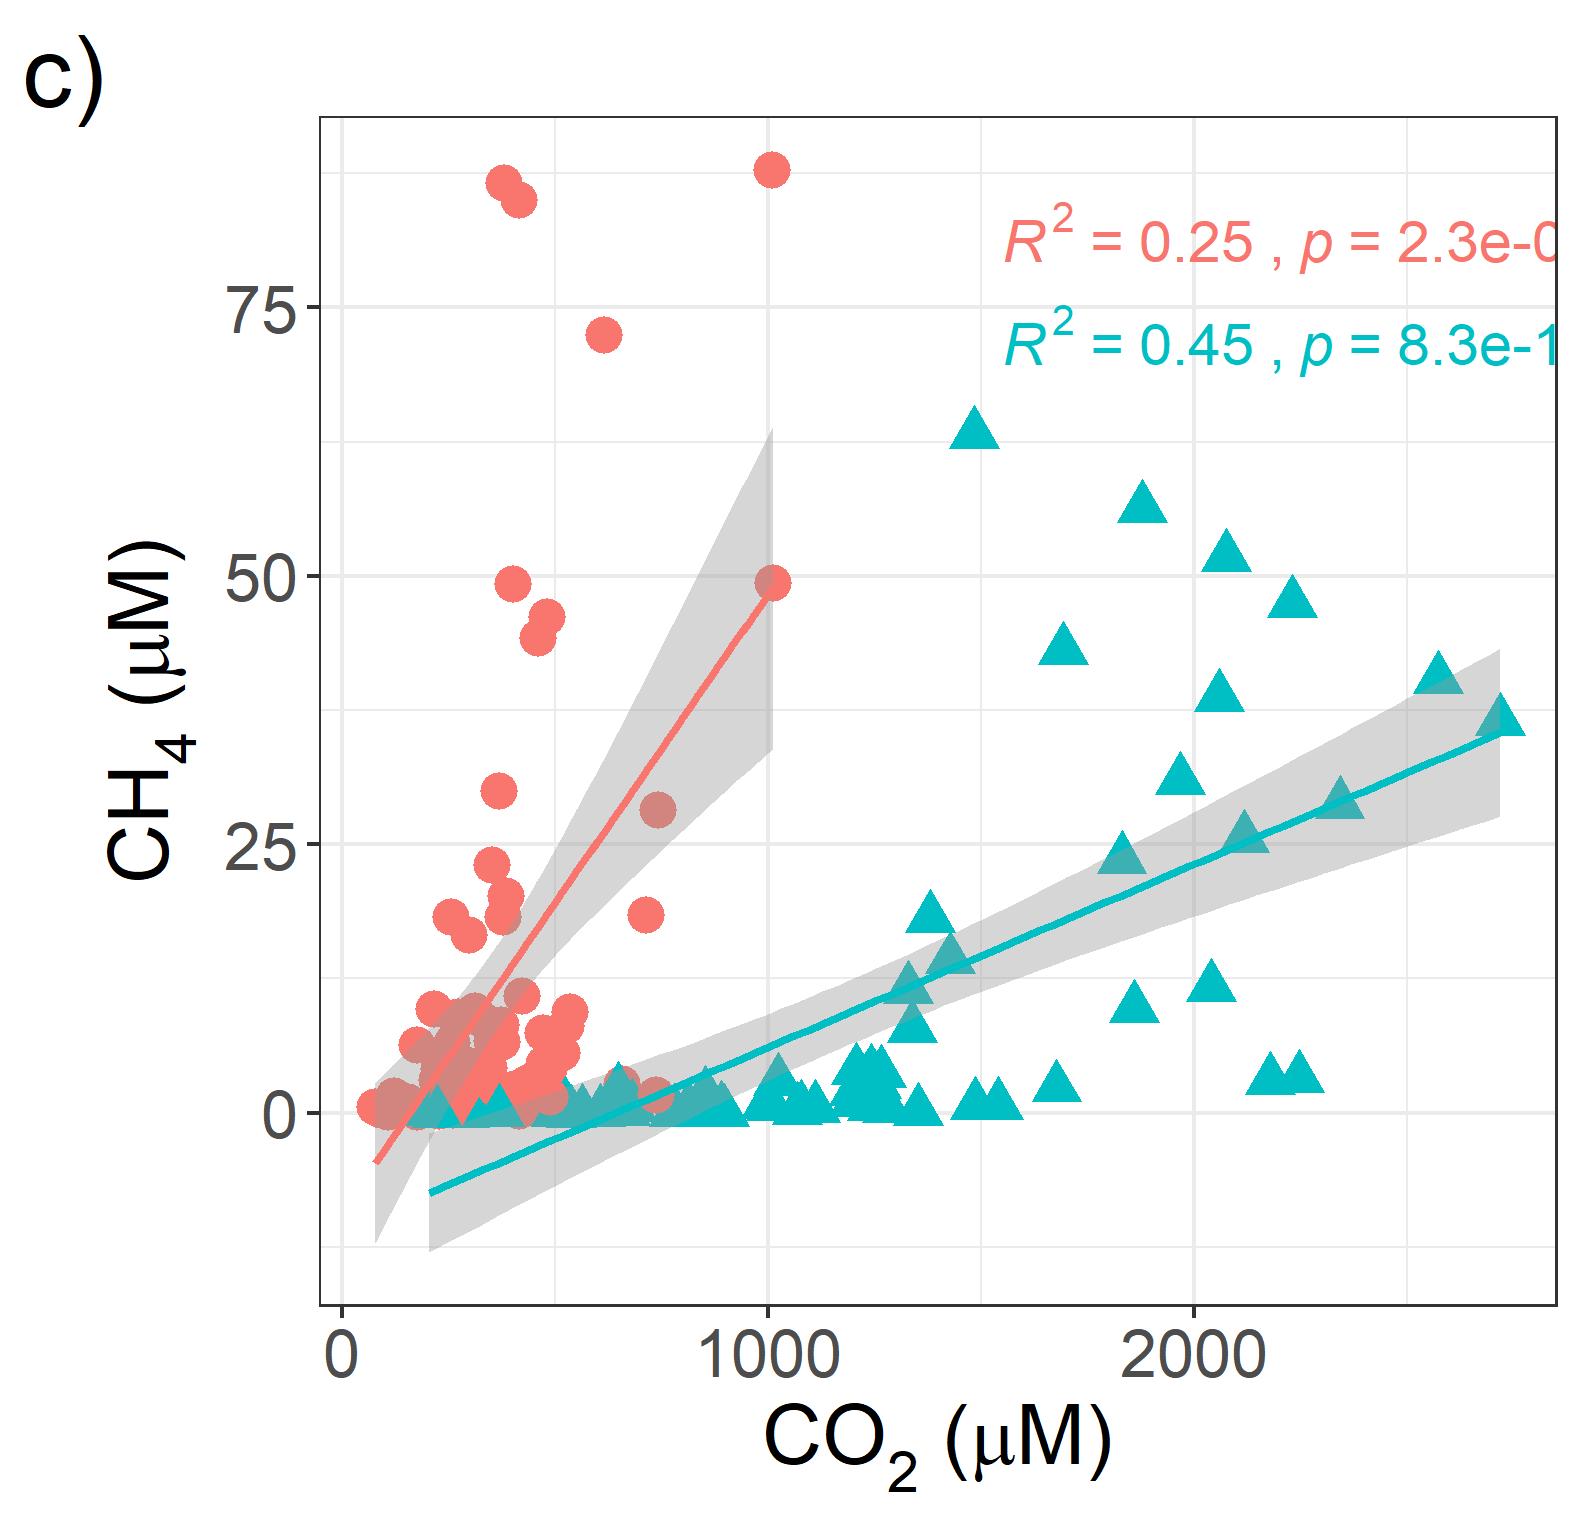 c)
R² = 0.25 , p = 2.3e-0
R² = 0.45 , p = 8.3e-1
75
50
25
0
CH₄ (μM)
0 1000 2000
CO₂ (μM)